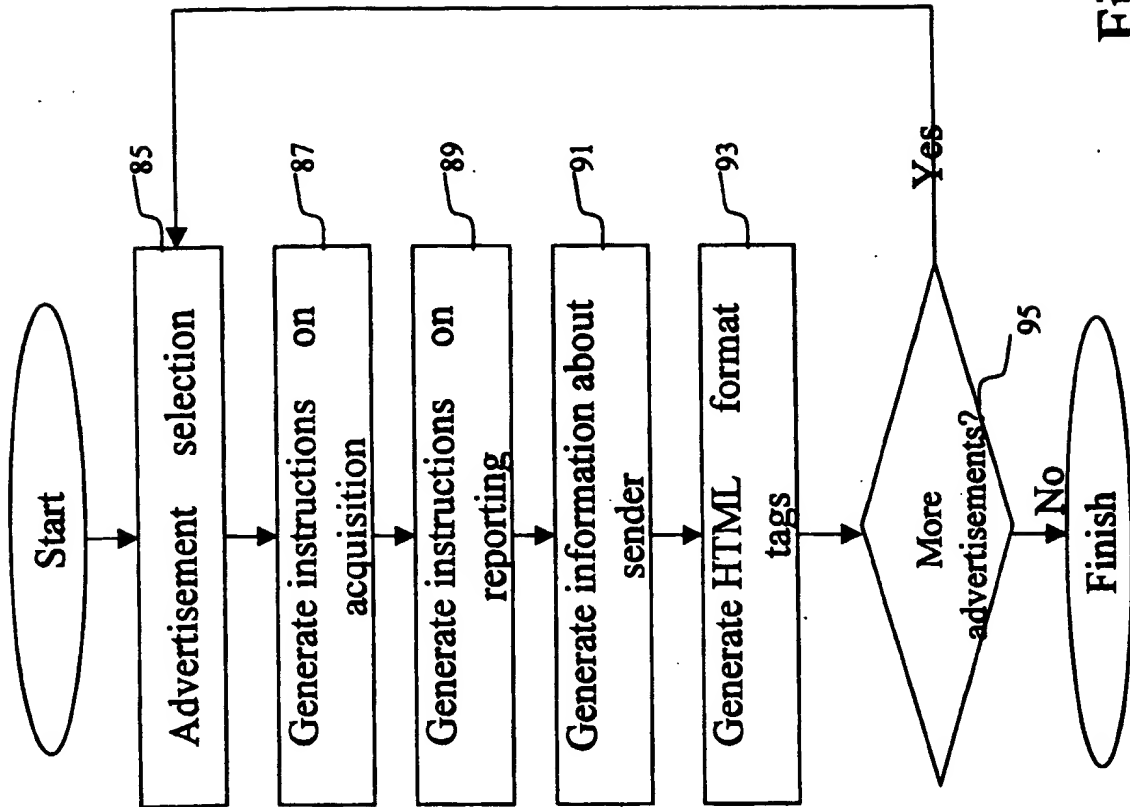 Start
85
Advertisement selection
87
Generate instructions on
acquisition
89
Generate instructions on
reporting
91
Generate information about
sender
93
Generate HTML format
tags
Yes
More
advertisements?
95
No
Finish